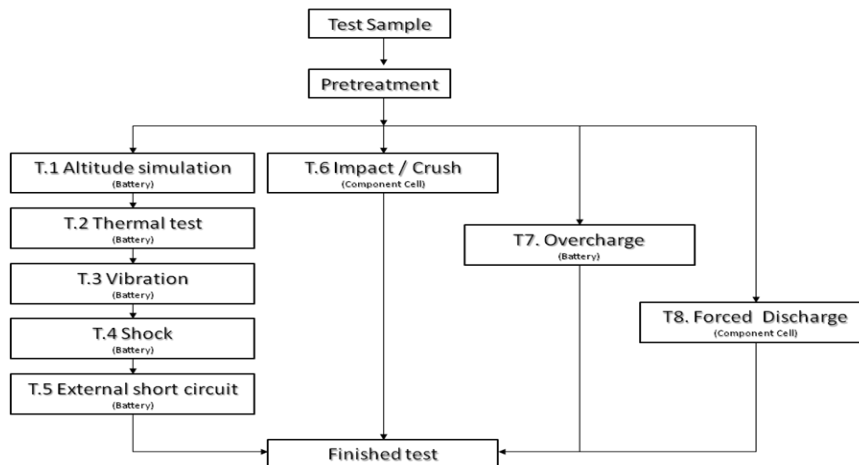 Test Sample
Pretreatment
T.1 Altitude simulation
(Battery)
T.2 Thermal test
(Battery)
T.3 Vibration
(Battery)
T.4 Shock
(Battery)
T.5 External short circuit
(Battery)
T.6 Impact / Crush
(Component Cell)
T7. Overcharge
(Battery)
T8. Forced Discharge
(Component Cell)
Finished test